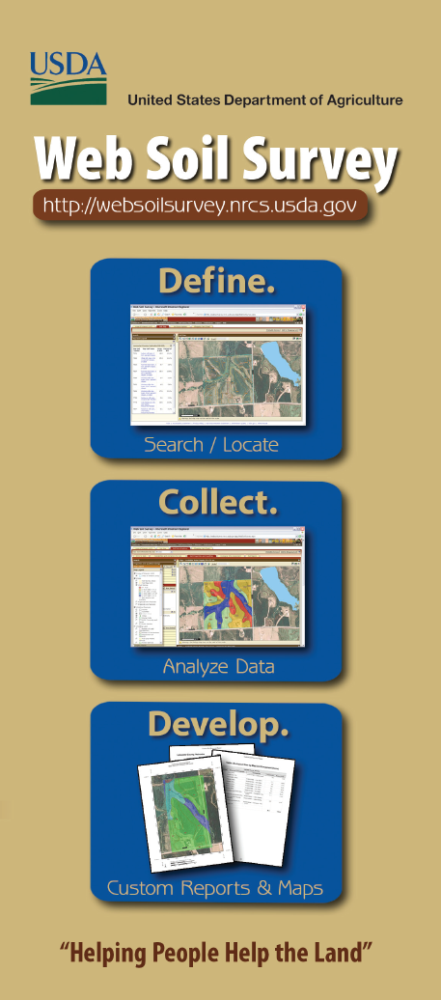 USDA
United States Department of Agriculture
Web Soil Survey
http://websoilsurvey.nrcs.usda.gov
Define.
Search / Locate
Collect.
Analyze Data
Develop.
Custom Reports & Maps
“Helping People Help the Land”